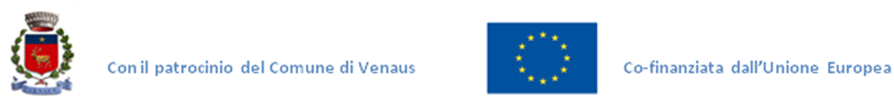 Con il patrocinio del Comune di Venaus
Co-finanziata dall'Unione Europea